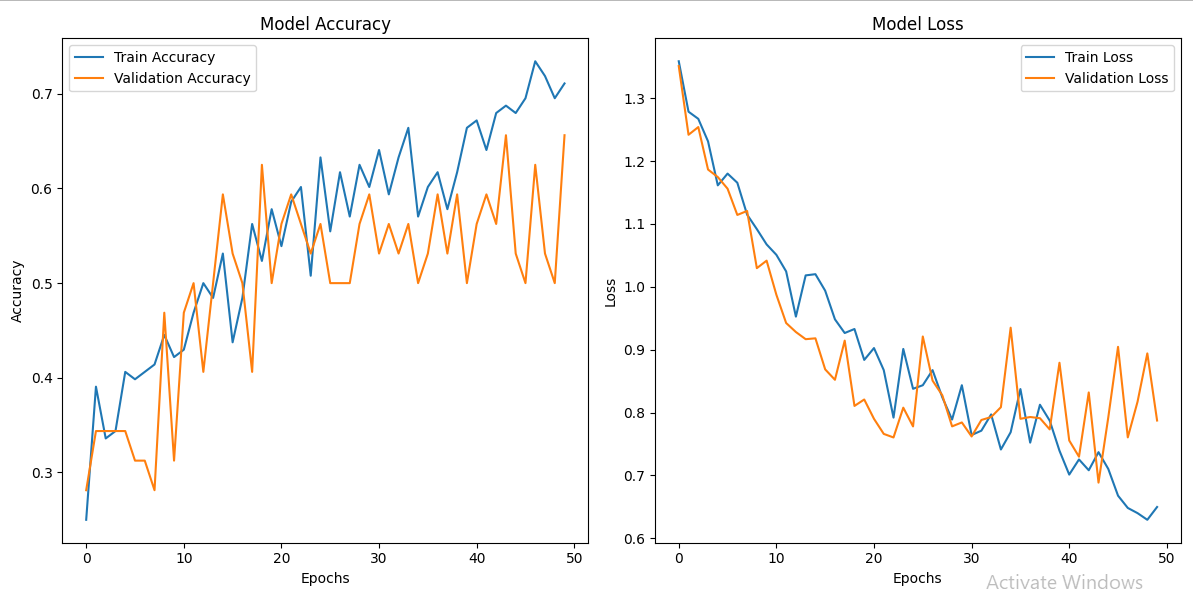 Model Accuracy
Train Accuracy
Validation Accuracy
0.7
0.6
0.5
0.4
0.3
Accuracy
0 10 20 30 40 50
Epochs
Model Loss
Train Loss
Validation Loss
1.3
1.2
1.1
1.0
0.9
0.8
0.7
0.6
Loss
0 10 20 30 40 50
Epochs
Activate Windows